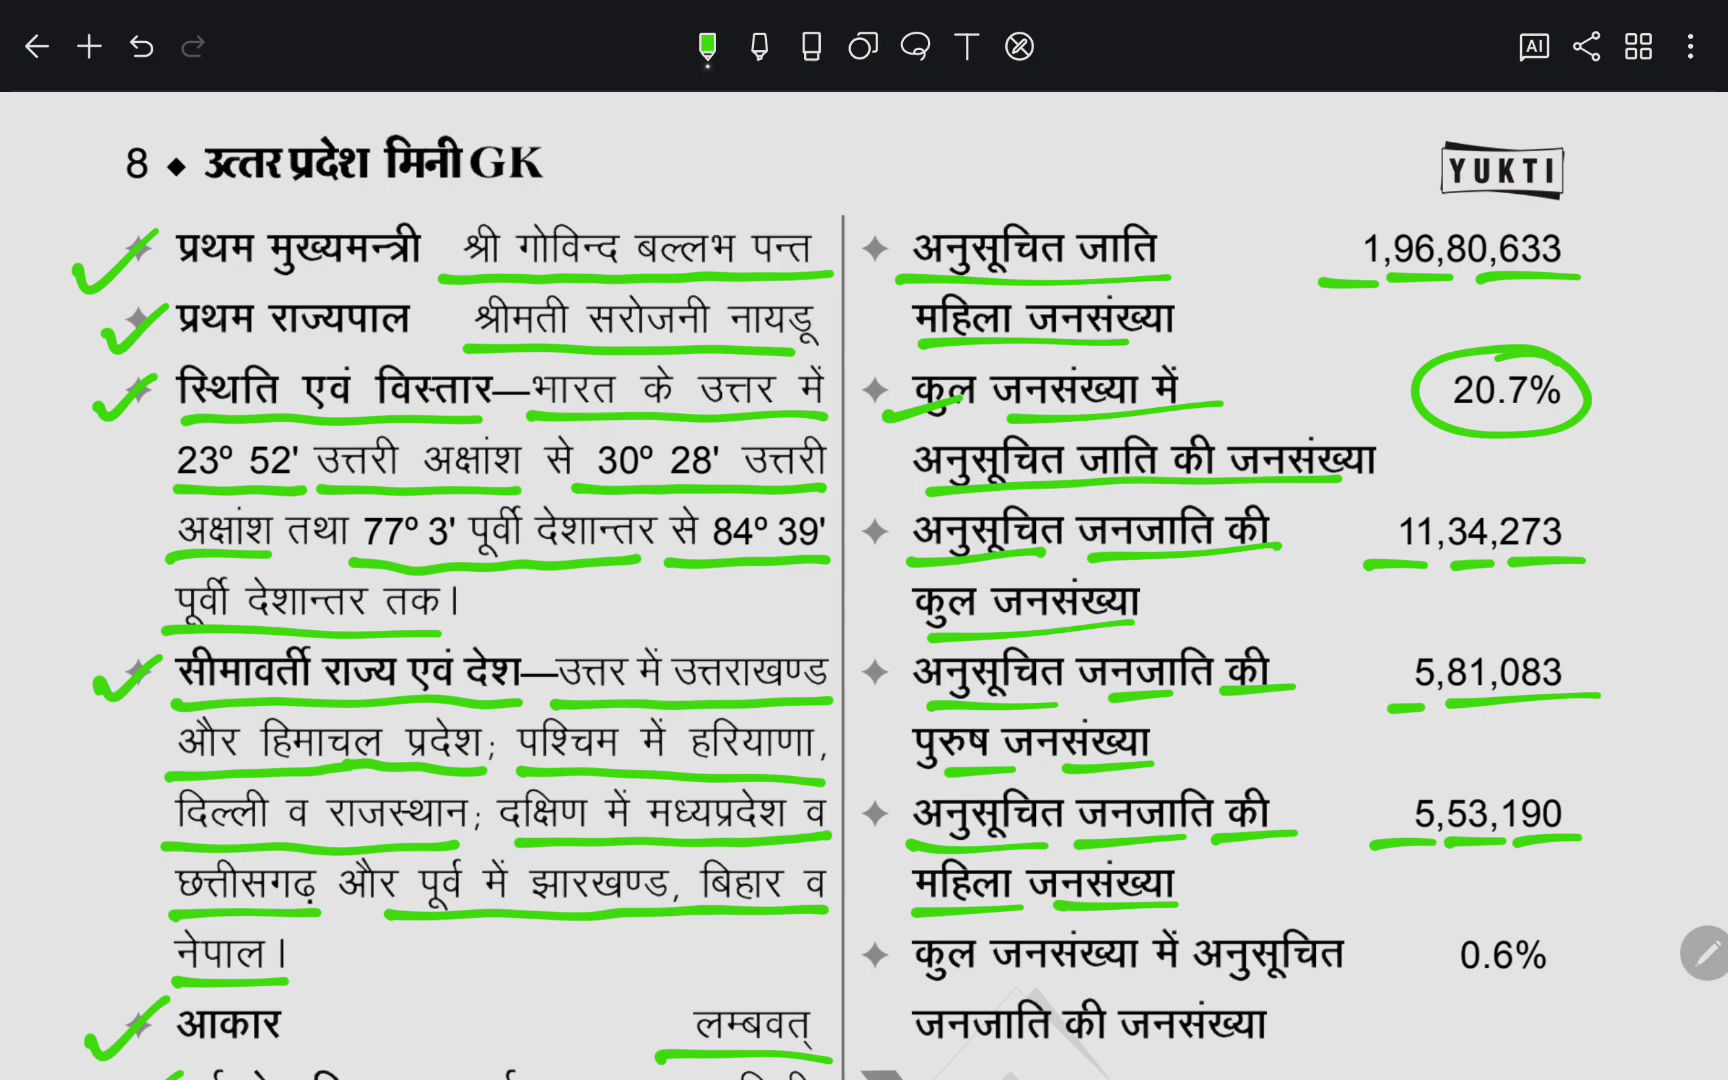 AI
8 ◆ उत्तर प्रदेश मिनी GK
YUKTI
प्रथम मुख्यमन्त्री श्री गोविन्द बल्लभ पन्त
प्रथम राज्यपाल श्रीमती सरोजनी नायडू
स्थिति एवं विस्तार—भारत के उत्तर में
23º 52' उत्तरी अक्षांश से 30º 28' उत्तरी
अक्षांश तथा 77º 3' पूर्वी देशान्तर से 84º 39'
पूर्वी देशान्तर तक।
सीमावर्ती राज्य एवं देश—उत्तर में उत्तराखण्ड
और हिमाचल प्रदेश; पश्चिम में हरियाणा,
दिल्ली व राजस्थान; दक्षिण में मध्यप्रदेश व
छत्तीसगढ़ और पूर्व में झारखण्ड, बिहार व
नेपाल।
आकार लम्बवत्
अनुसूचित जाति 1,96,80,633
महिला जनसंख्या
कुल जनसंख्या में 20.7%
अनुसूचित जाति की जनसंख्या
अनुसूचित जनजाति की 11,34,273
कुल जनसंख्या
अनुसूचित जनजाति की 5,81,083
पुरुष जनसंख्या
अनुसूचित जनजाति की 5,53,190
महिला जनसंख्या
कुल जनसंख्या में अनुसूचित 0.6%
जनजाति की जनसंख्या